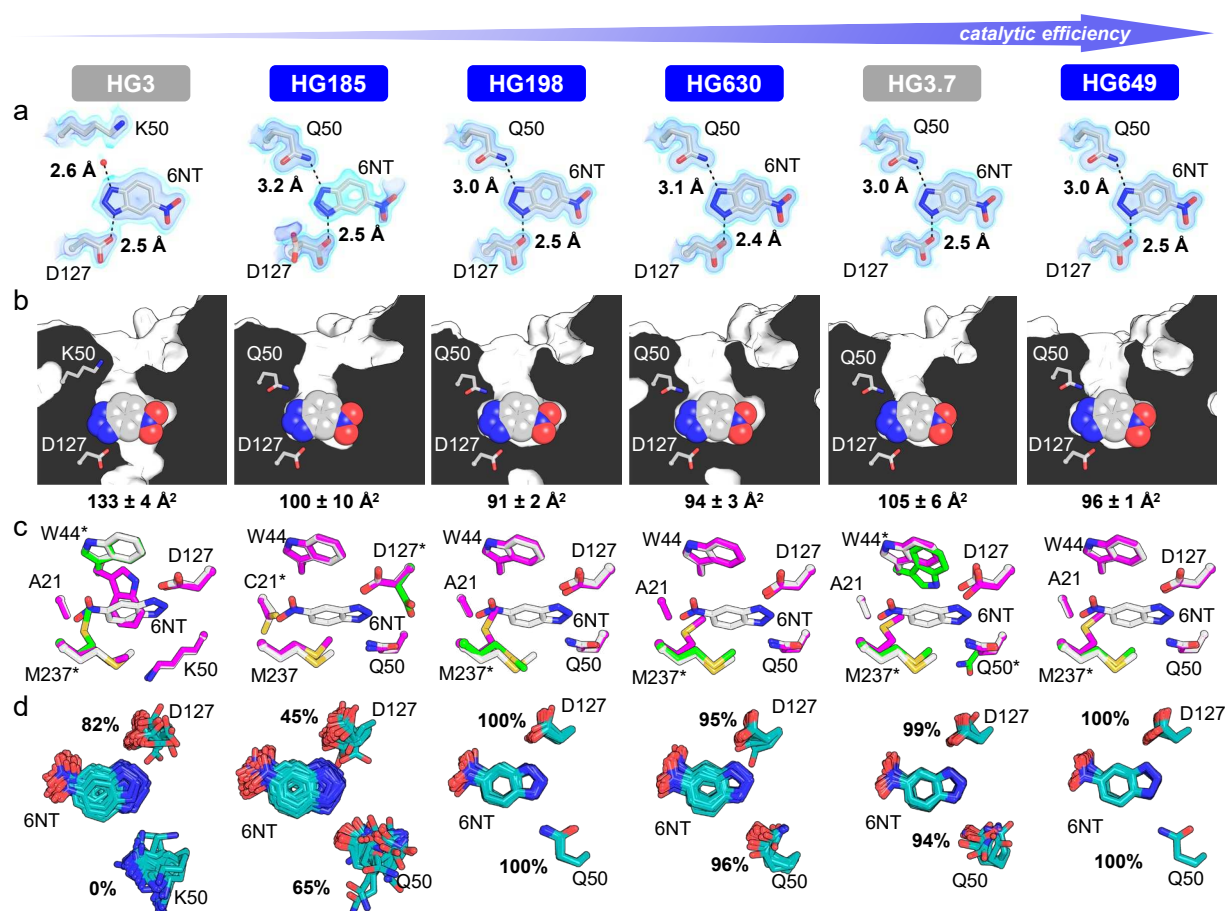 catalytic efficiency
HG3 HG185 HG198 HG630 HG3.7 HG649
a
K50 Q50 Q50 Q50 Q50 Q50
6NT 6NT 6NT 6NT 6NT 6NT
2.6 Å 3.2 Å 3.0 Å 3.1 Å 3.0 Å 3.0 Å
2.5 Å 2.5 Å 2.5 Å 2.4 Å 2.5 Å 2.5 Å
D127 D127 D127 D127 D127 D127
b
K50 Q50 Q50 Q50 Q50 Q50
D127 D127 D127 D127 D127 D127
133 ± 4 Å² 100 ± 10 Å² 91 ± 2 Å² 94 ± 3 Å² 105 ± 6 Å² 96 ± 1 Å²
c
W44* W44 W44 W44 W44* W44
D127 D127* D127 D127 D127 D127
A21 C21* A21 A21 A21 A21
6NT 6NT 6NT 6NT 6NT 6NT
M237* M237 M237* M237* M237* M237*
K50 Q50 Q50 Q50 Q50* Q50
d
D127 D127 D127 D127 D127 D127
82% 45% 100% 95% 99% 100%
6NT 6NT 6NT 6NT 6NT 6NT
0% 65% 100% 96% 94% 100%
K50 Q50 Q50 Q50 Q50 Q50